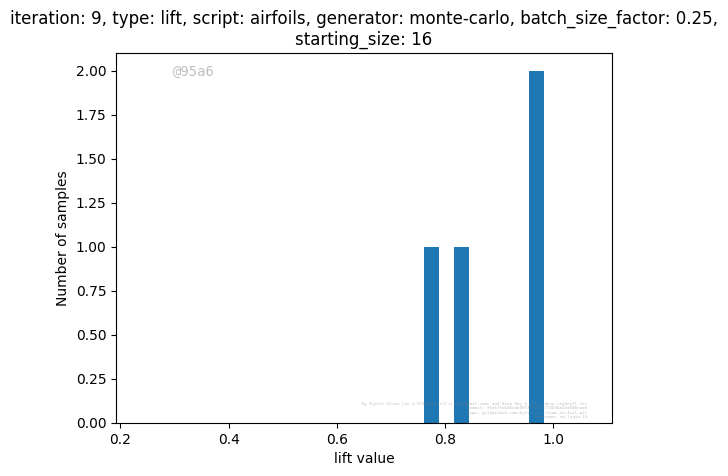 iteration: 9, type: lift, script: airfoils, generator: monte-carlo, batch_size_factor: 0.25,
starting_size: 16
@95a6
2.00
1.75
1.50
1.25
1.00
0.75
0.50
0.25
0.00
Number of samples
0.2
0.4
0.6
0.8
1.0
lift value